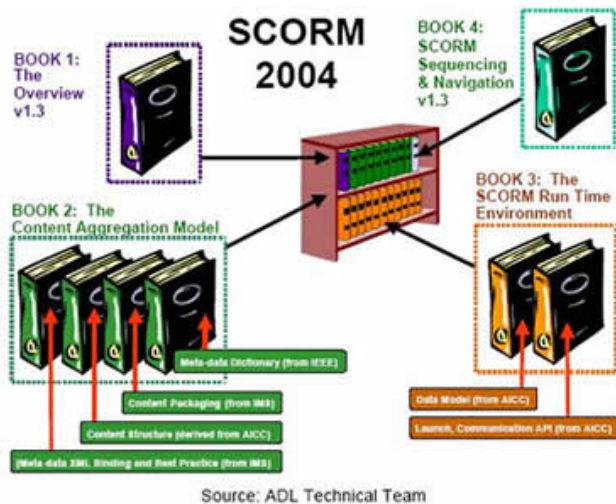 SCORM
2004
BOOK 1:
The
Overview
v1.3
BOOK 4:
SCORM
Sequencing
& Navigation
v1.3
BOOK 2: The
Content Aggregation Model
BOOK 3: The
SCORM Run Time
Environment
Meta-data Dictionary (from IEEE)
Content Packaging (from IMS)
Content Structure (derived from AICC)
(Meta-data XML Binding and Best Practice (from IMS)
Data Model (from AICC)
Launch, Communication API (from AICC)
Source: ADL Technical Team